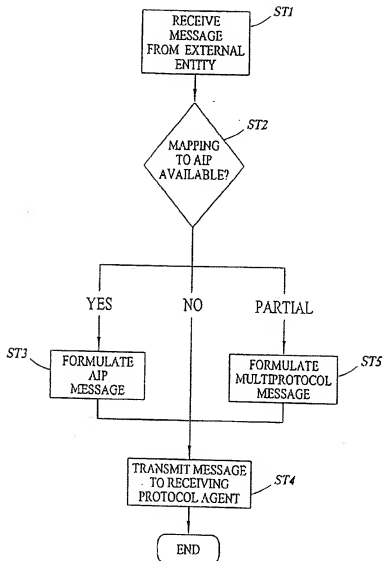 RECEIVE
MESSAGE
FROM EXTERNAL
ENTITY
ST1
MAPPING
TO AIP
AVAILABLE?
ST2
YES
NO
PARTIAL
ST3
FORMULATE
AIP
MESSAGE
FORMULATE
MULTIPROTOCOL
MESSAGE
ST5
TRANSMIT MESSAGE
TO RECEIVING
PROTOCOL AGENT
ST4
END